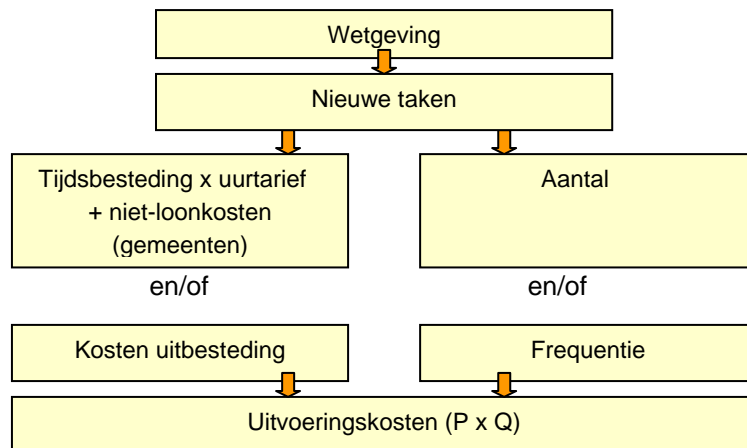 Wetgeving
Nieuwe taken
Tijdsbesteding x uurtarief
+ niet-loonkosten
(gemeenten)
Aantal
en/of
en/of
Kosten uitbesteding
Frequentie
Uitvoeringskosten (P x Q)